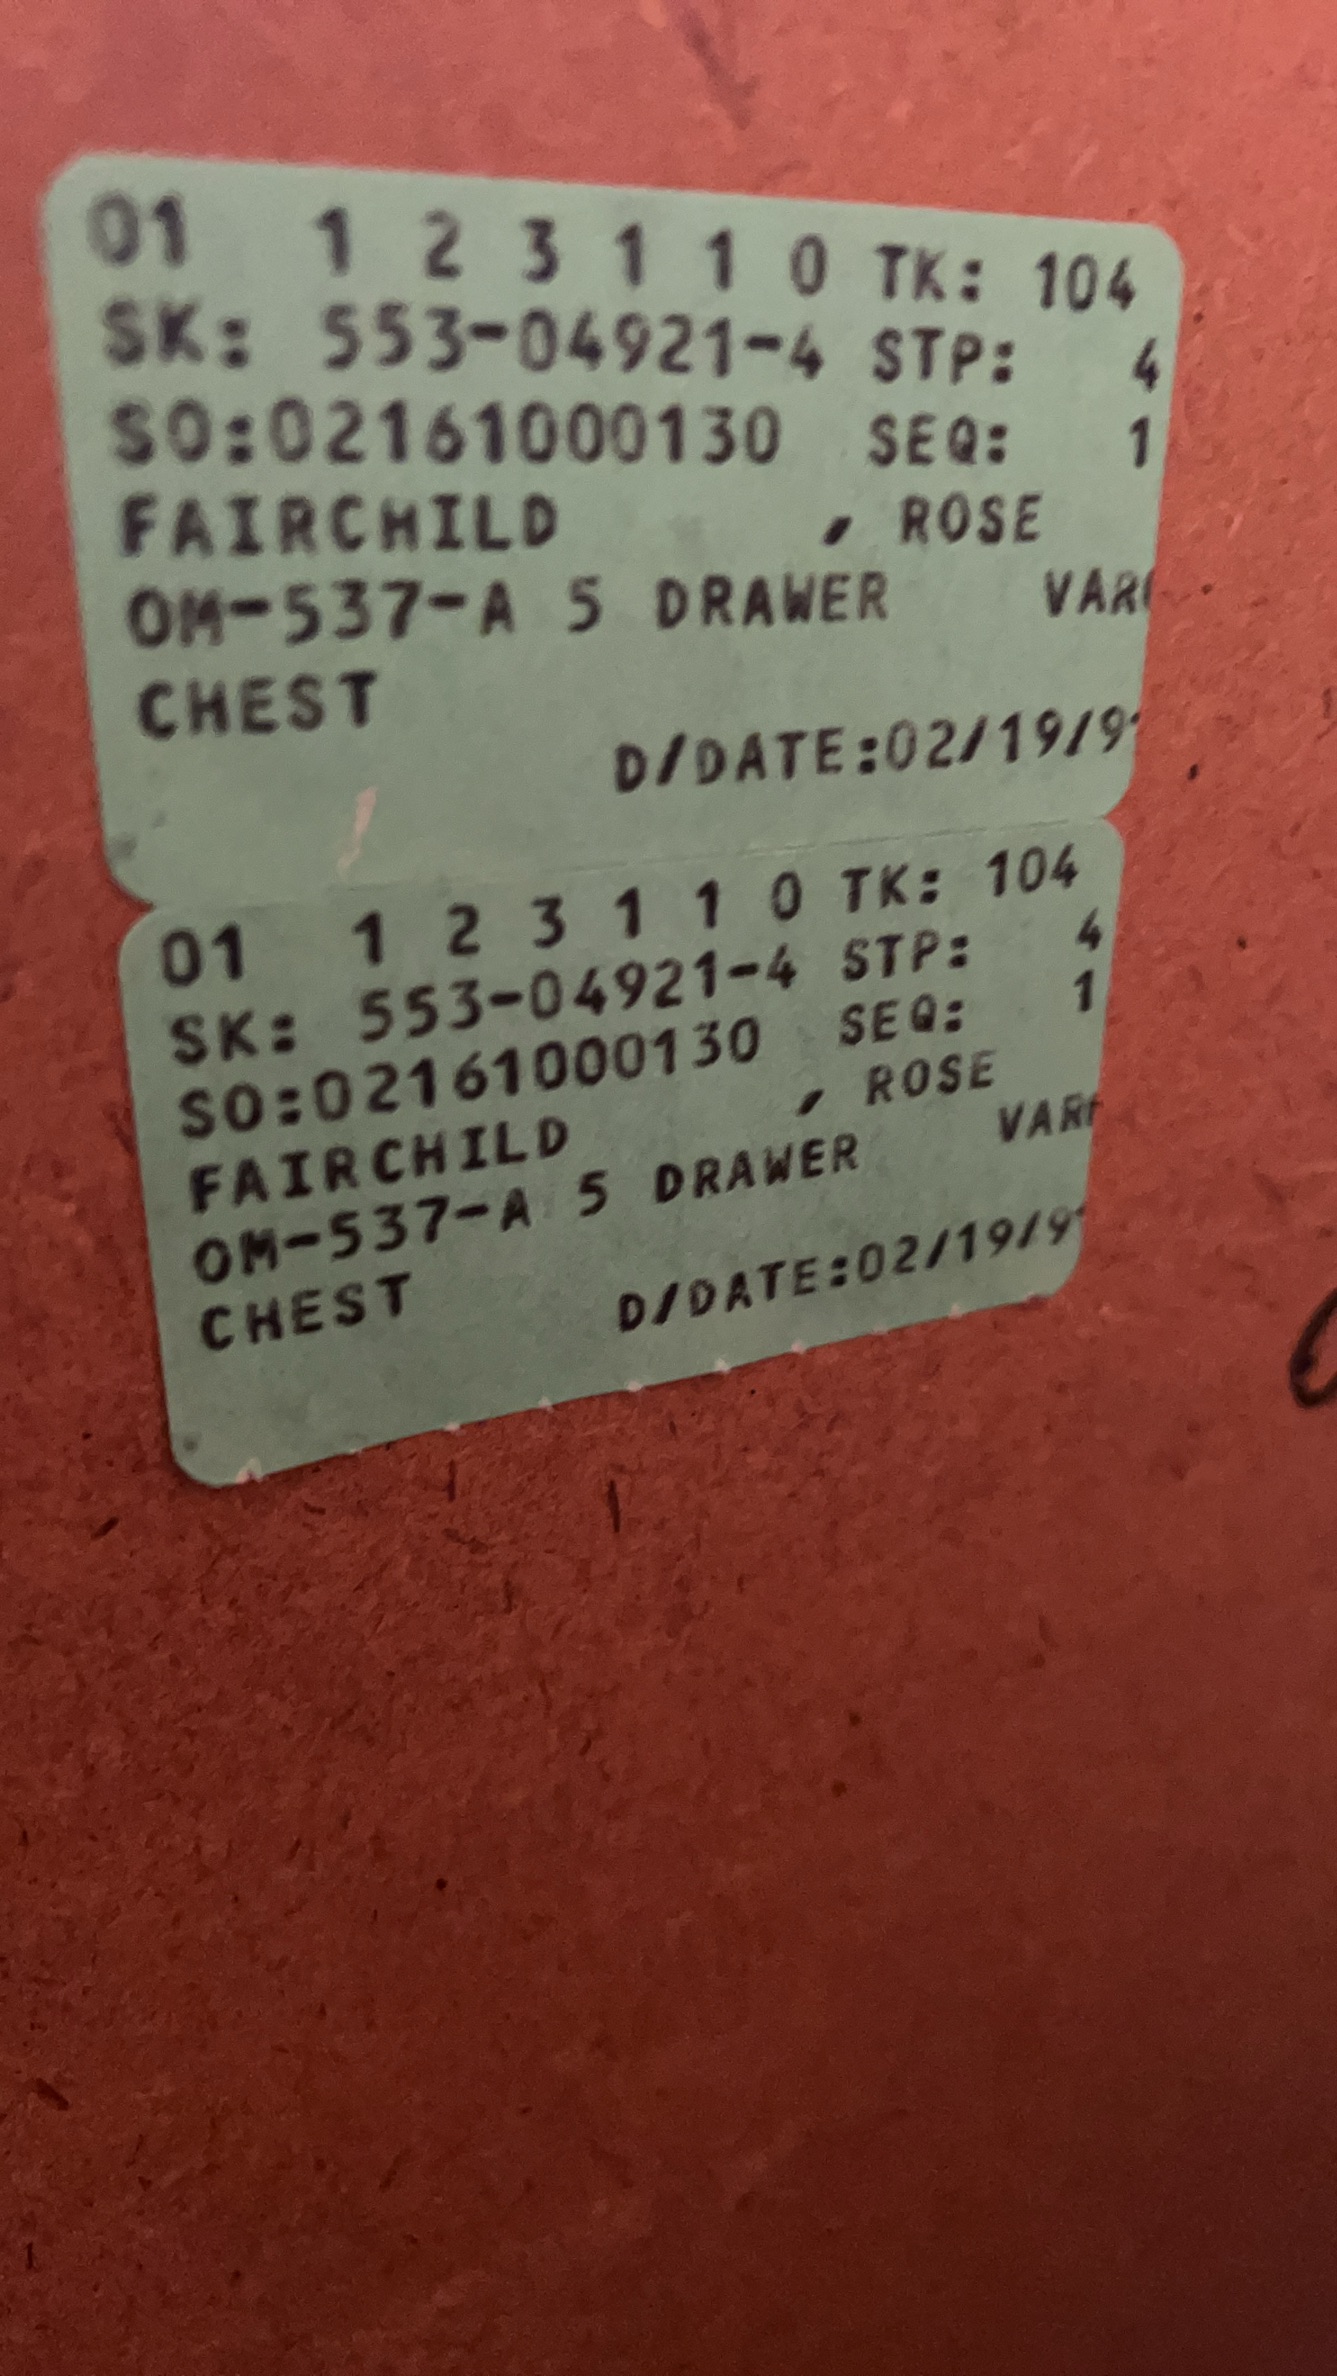 01 1 2 3 1 1 0 TK: 104
SK: 553-04921-4 STP: 4
SO:02161000130 SEQ: 1
FAIRCHILD , ROSE
OM-537-A 5 DRAWER
CHEST
D/DATE:02/19/9
01 1 2 3 1 1 0 TK: 104
SK: 553-04921-4 STP: 4
SO:02161000130 SEQ: 1
FAIRCHILD , ROSE
OM-537-A 5 DRAWER
CHEST
D/DATE:02/19/9